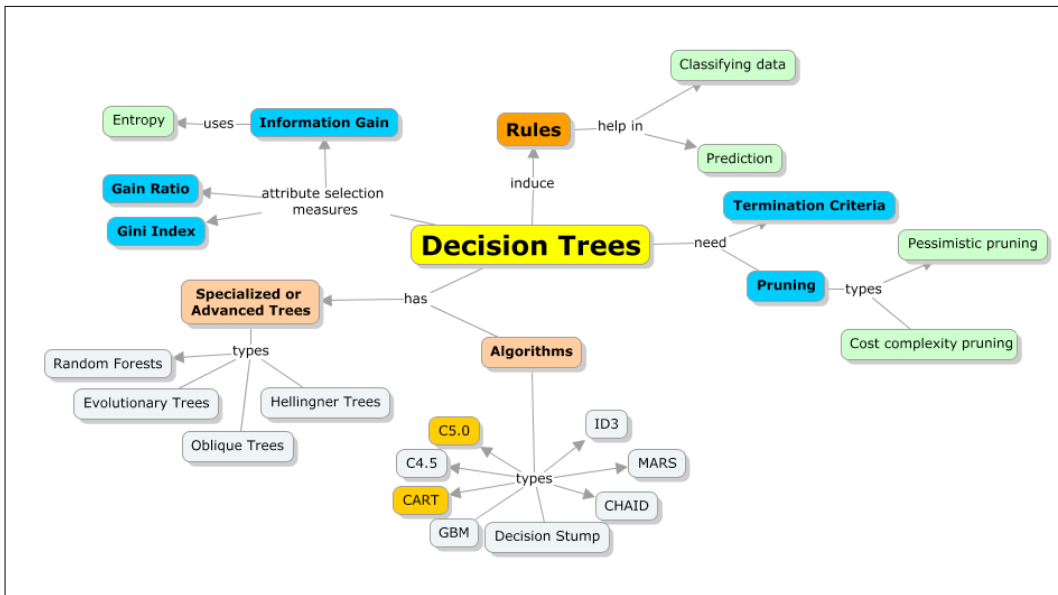 Classifying data
Entropy
uses
Information Gain
Rules
help in
Prediction
induce
Gain Ratio
attribute selection
measures
Gini Index
Termination Criteria
Decision Trees
need
Pessimistic pruning
Pruning
types
Specialized or
Advanced Trees
has
Cost complexity pruning
Algorithms
types
Random Forests
Evolutionary Trees
Hellingner Trees
Oblique Trees
C5.0
ID3
C4.5
MARS
types
CART
CHAID
GBM
Decision Stump